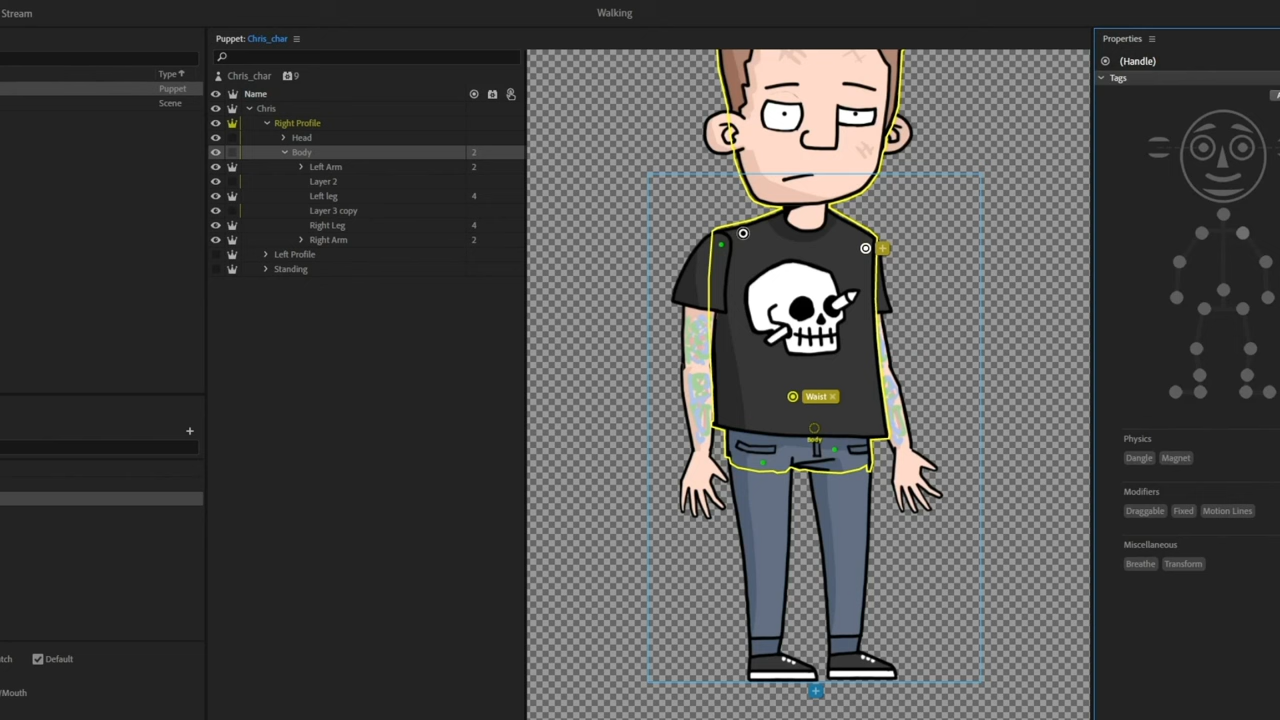 Stream
Walking
Type
Puppet
Scene
Default
Puppet: Chris_char
Chris_char 9
Name
Chris
Right Profile
Head
Body 2
Left Arm 2
Layer 2
Left leg 4
Layer 3 copy
Right Leg 4
Right Arm 2
Left Profile
Standing
Waist
Body
Properties
(Handle)
Tags
Physics
Dangle Magnet
Modifiers
Draggable Fixed Motion Lines
Miscellaneous
Breathe Transform